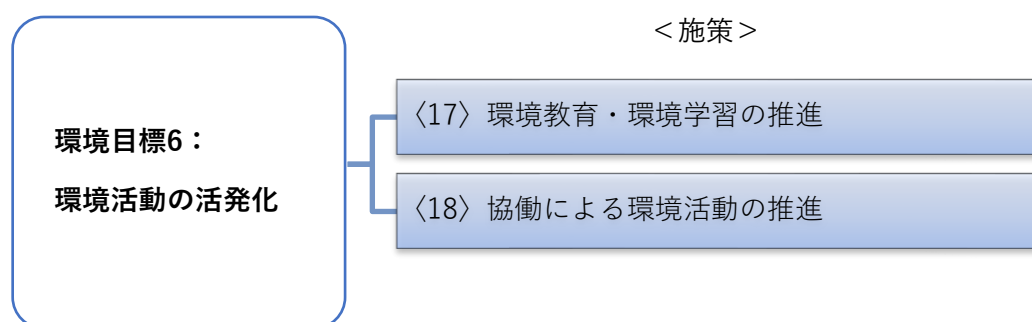 ＜施策＞
環境目標6：
環境活動の活発化
〈17〉環境教育・環境学習の推進
〈18〉協働による環境活動の推進